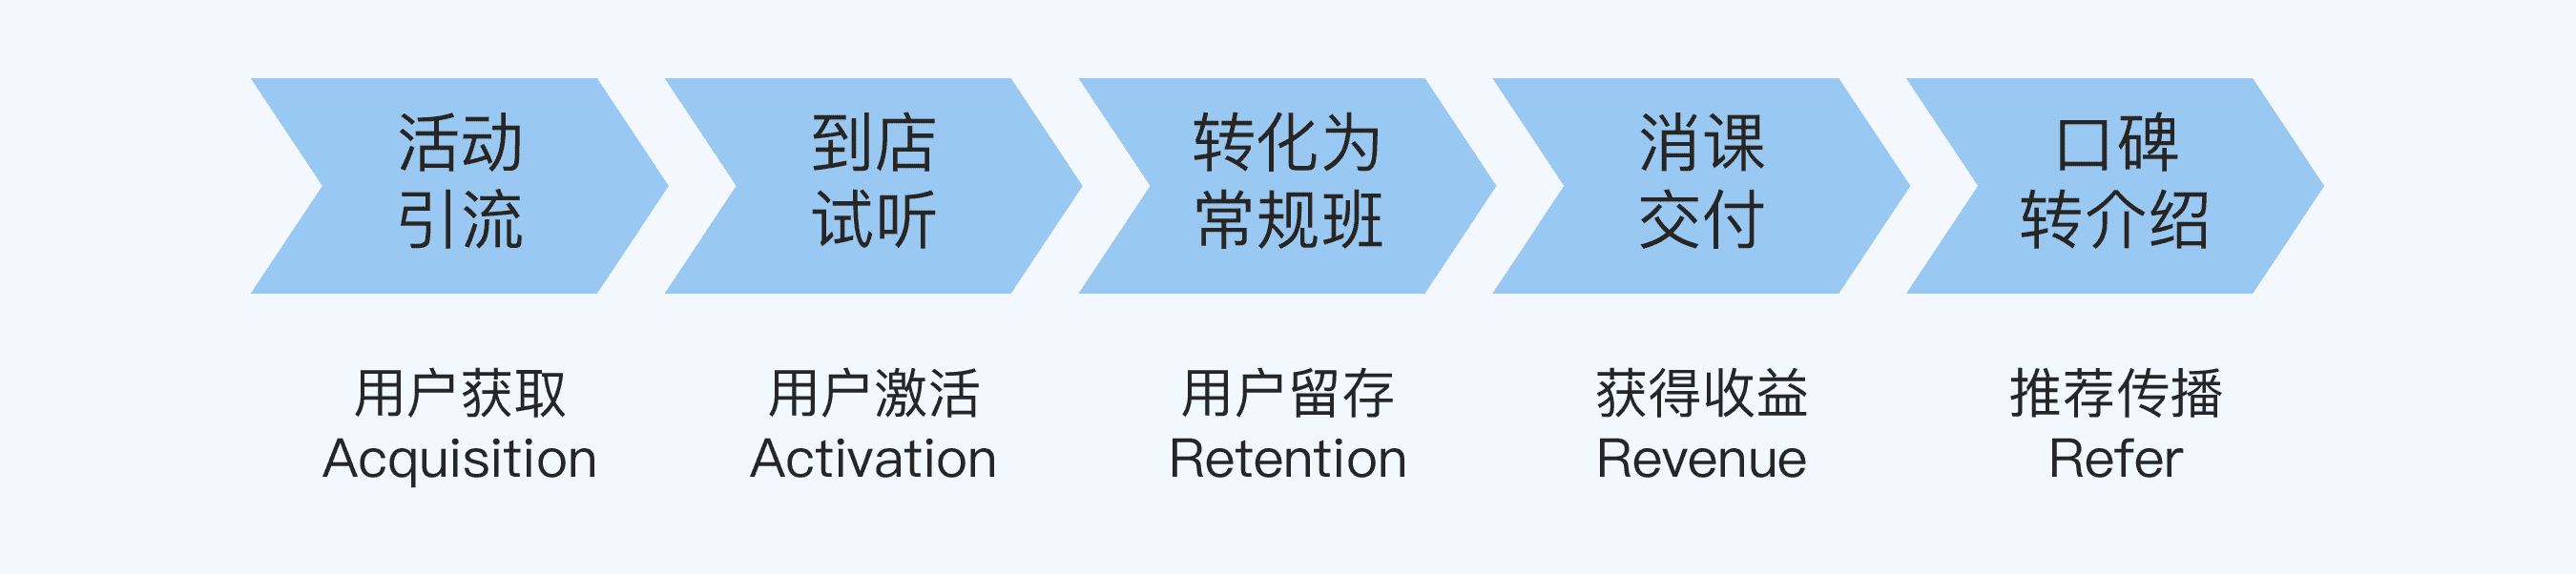 活动
引流
到店
试听
转化为
常规班
消课
交付
口碑
转介绍
用户获取
Acquisition
用户激活
Activation
用户留存
Retention
获得收益
Revenue
推荐传播
Refer